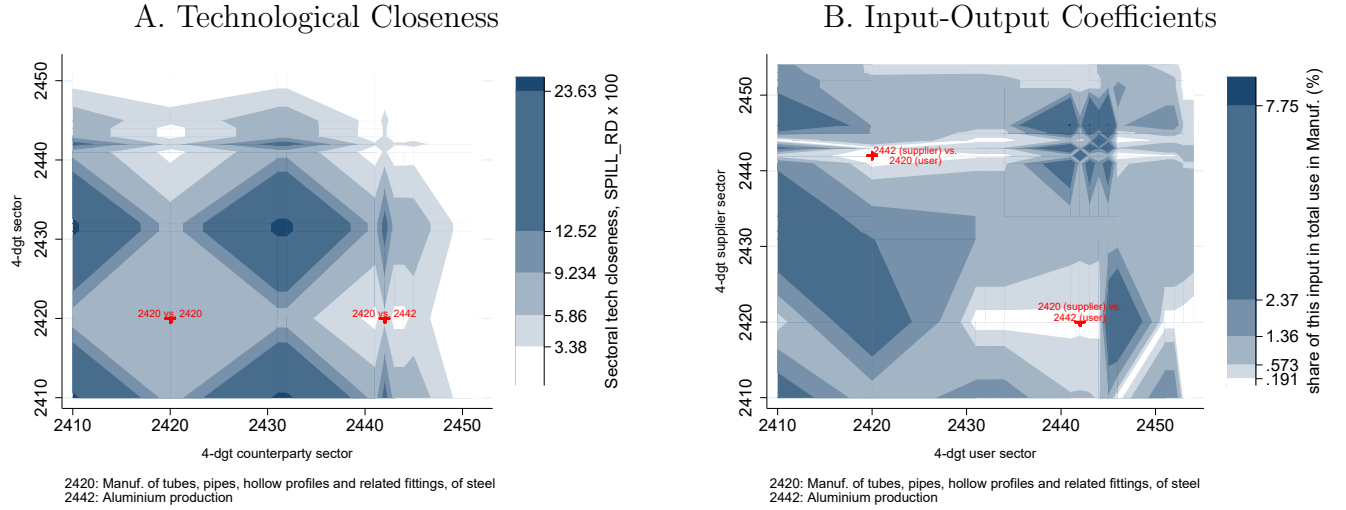 A. Technological Closeness
2450
2440
2430
2420
2410
4-dgt sector
2420 vs. 2420
2420 vs. 2442
2410
2420
2430
2440
2450
4-dgt counterparty sector
23.63
12.52
9.234
5.86
3.38
Sectoral tech closeness, SPILL_RD x 100
2420: Manuf. of tubes, pipes, hollow profiles and related fittings, of steel
2442: Aluminium production
B. Input-Output Coefficients
2450
2440
2430
2420
2410
4-dgt supplier sector
2442 (supplier) vs.
2420 (user)
2420 (supplier) vs.
2442 (user)
2410
2420
2430
2440
2450
4-dgt user sector
7.75
2.37
1.36
.573
.191
share of this input in total use in Manuf. (%)
2420: Manuf. of tubes, pipes, hollow profiles and related fittings, of steel
2442: Aluminium production